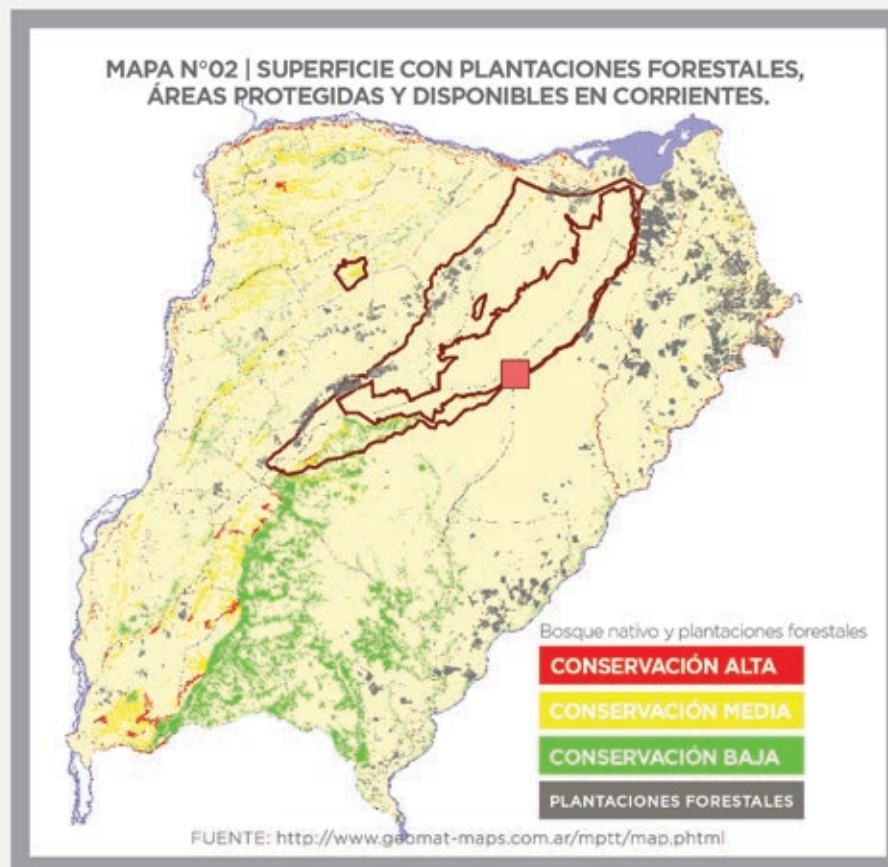 MAPA N°02 | SUPERFICIE CON PLANTACIONES FORESTALES,
ÁREAS PROTEGIDAS Y DISPONIBLES EN CORRIENTES.
Bosque nativo y plantaciones forestales
CONSERVACIÓN ALTA
CONSERVACIÓN MEDIA
CONSERVACIÓN BAJA
PLANTACIONES FORESTALES
FUENTE: http://www.geomat-maps.com.ar/mptt/map.phtml